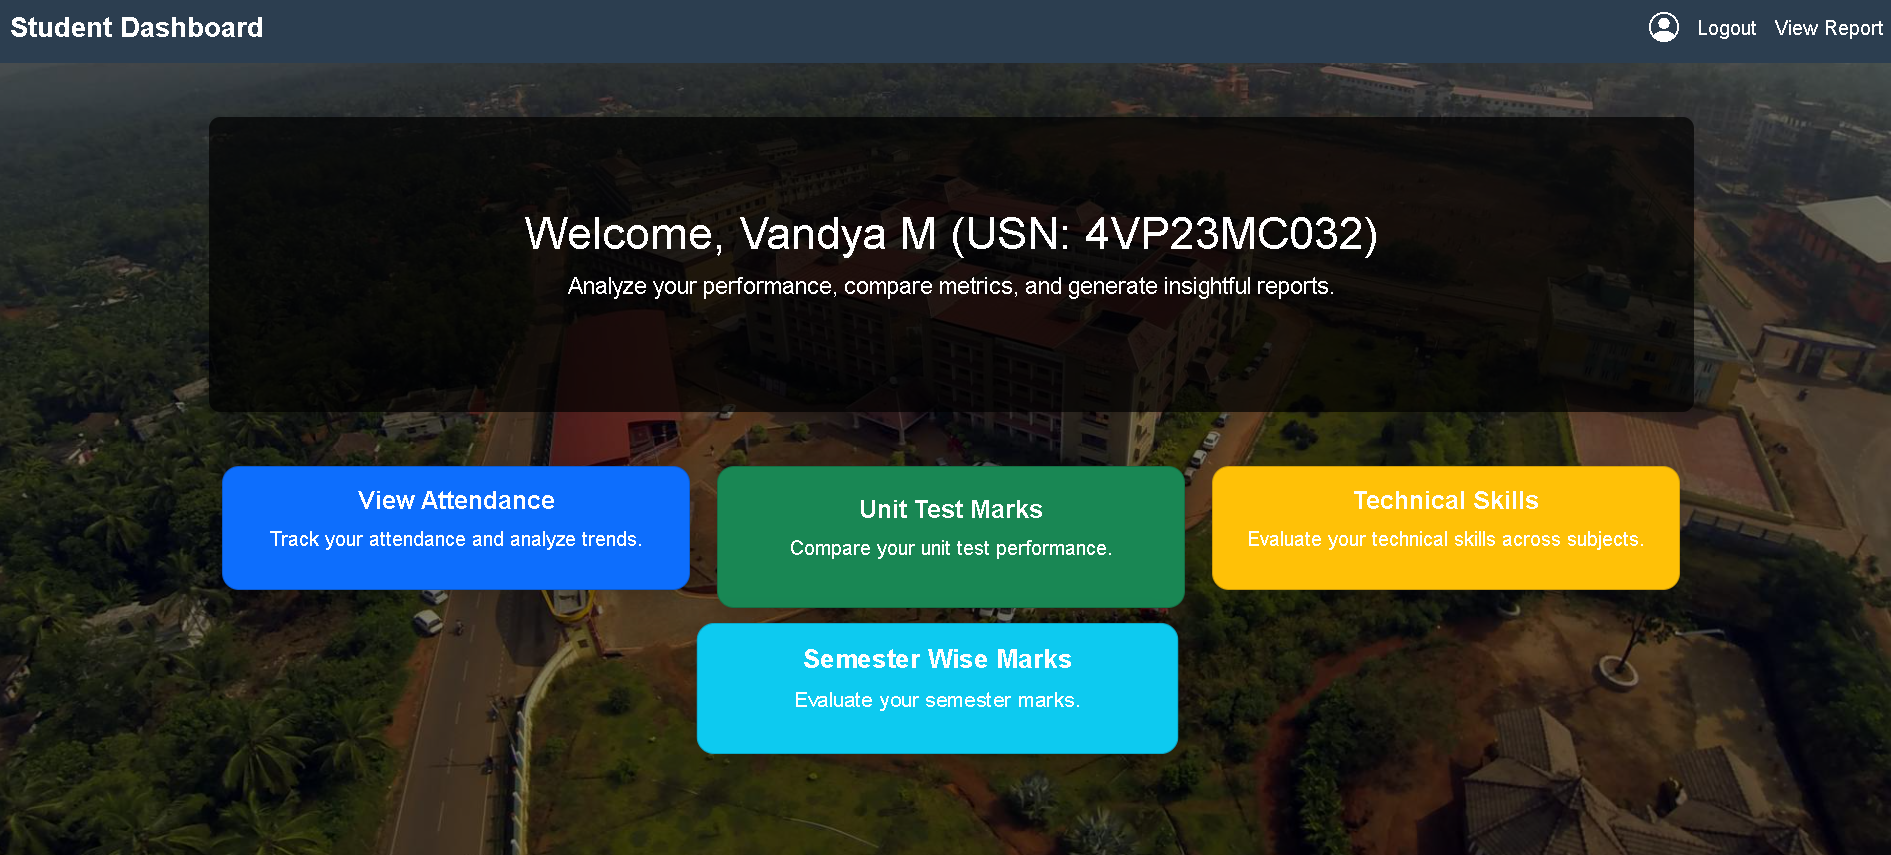 Student Dashboard
Logout
View Report
Welcome, Vandya M (USN: 4VP23MC032)
Analyze your performance, compare metrics, and generate insightful reports.
View Attendance
Track your attendance and analyze trends.
Unit Test Marks
Compare your unit test performance.
Technical Skills
Evaluate your technical skills across subjects.
Semester Wise Marks
Evaluate your semester marks.